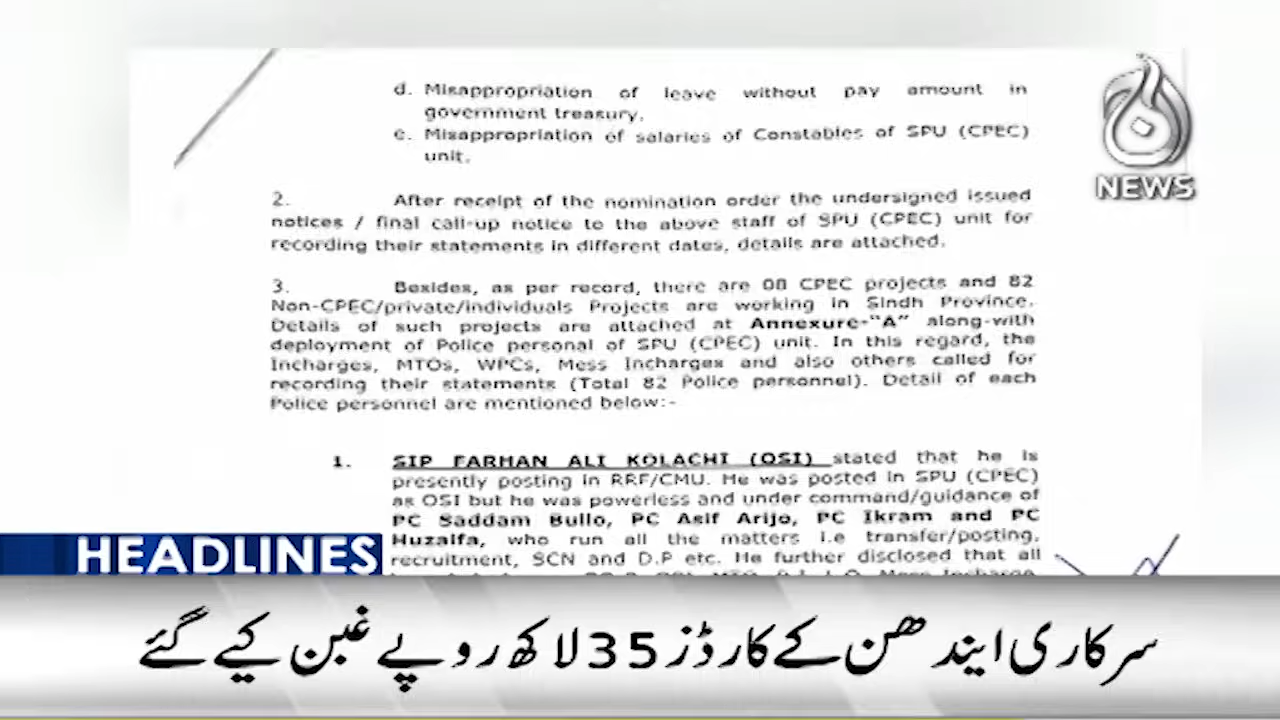 d. Misappropriation of leave without pay amount in
government treasury.
e. Misappropriation of salaries of Constables of SPU (CPEC)
unit.
NEWS
2. After receipt of the nomination order the undersigned issued
notices / final call-up notice to the above staff of SPU (CPEC) unit for
recording their statements in different dates, details are attached.
3. Besides, as per record, there are 08 CPEC projects and 82
Non-CPEC/private/individuals Projects are working in Sindh Province.
Details of such projects are attached at Annexure-"A" along-with
deployment of Police personal of SPU (CPEC) unit. In this regard, the
Incharges, MTOs, WPCs, Mess Incharges and also others called for
recording their statements (Total 82 Police personnel). Detail of each
Police personnel are mentioned below:-
1. SIP FARHAN ALI KOLACHI (OSI) stated that he is
presently posting in RRF/CMU. He was posted in SPU (CPEC)
as OSI but he was powerless and under command/guidance of
PC Saddam Bullo, PC Asif Arijo, PC Ikram and PC
Huzaifa, who run all the matters i.e transfer/posting,
recruitment, SCN and D.P etc. He further disclosed that all
HEADLINES
سرکاری ایندھن کے کارڈز 35 لاکھ روپے غبن کیے گئے